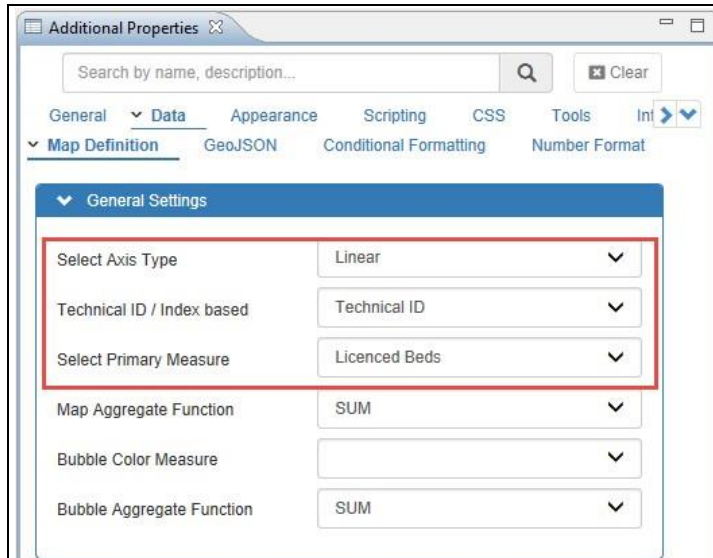 Additional Properties
Search by name, description...
Clear
General Data Appearance Scripting CSS Tools
Map Definition GeoJSON Conditional Formatting Number Format
General Settings
Select Axis Type Linear
Technical ID / Index based Technical ID
Select Primary Measure Licenced Beds
Map Aggregate Function SUM
Bubble Color Measure
Bubble Aggregate Function SUM